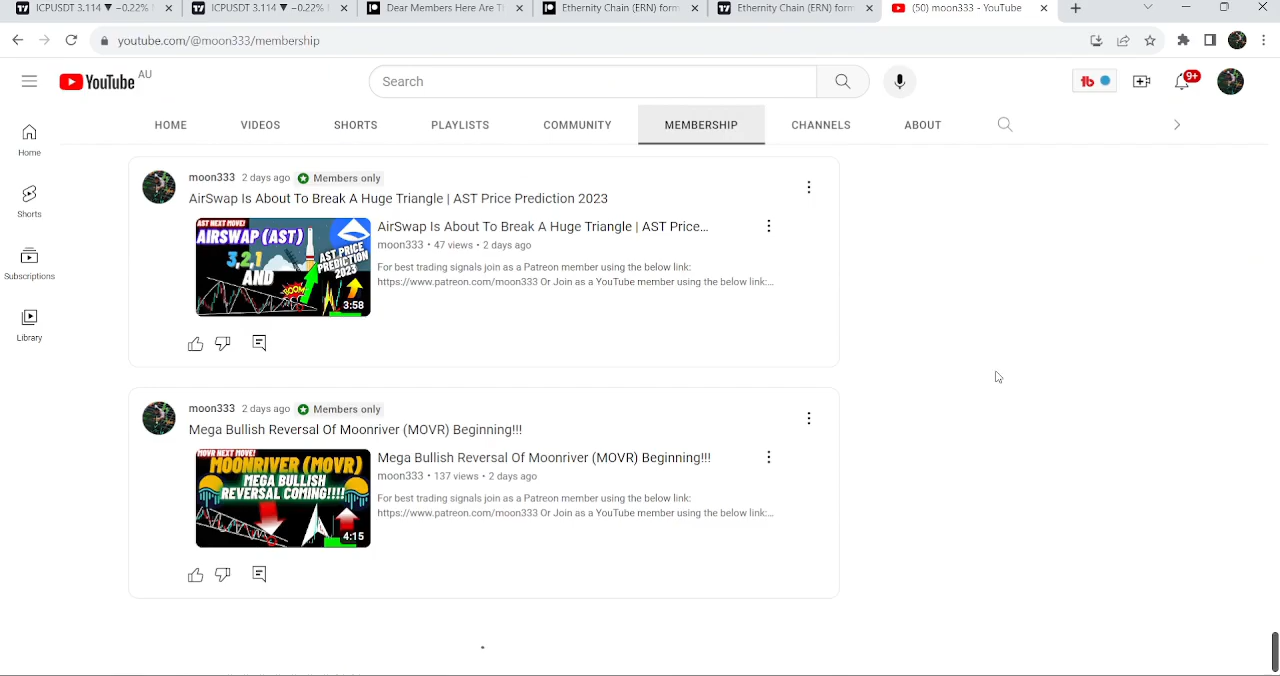 ICPUSDT 3.114 ▼ −0.22%
ICPUSDT 3.114 ▼ −0.22%
Dear Members Here Are T
Ethernity Chain (ERN) form
Ethernity Chain (ERN) form
(50) moon333 - YouTube
youtube.com/@moon333/membership
YouTube AU
Search
9+
HOME
VIDEOS
SHORTS
PLAYLISTS
COMMUNITY
MEMBERSHIP
CHANNELS
ABOUT
Home
Shorts
Subscriptions
Library
moon333 2 days ago Members only
AirSwap Is About To Break A Huge Triangle | AST Price Prediction 2023
AST NEXT MOVE!
AIRSWAP (AST)
3,2,1
AND
BOOM
AST PRICE
PREDICTION
2023
3:58
AirSwap Is About To Break A Huge Triangle | AST Price...
moon333 • 47 views • 2 days ago
For best trading signals join as a Patreon member using the below link:
https://www.patreon.com/moon333 Or Join as a YouTube member using the below link:...
moon333 2 days ago Members only
Mega Bullish Reversal Of Moonriver (MOVR) Beginning!!!
MOVR NEXT MOVE!
MOONRIVER (MOVR)
MEGA BULLISH
REVERSAL COMING!!!!
4:15
Mega Bullish Reversal Of Moonriver (MOVR) Beginning!!!
moon333 • 137 views • 2 days ago
For best trading signals join as a Patreon member using the below link:
https://www.patreon.com/moon333 Or Join as a YouTube member using the below link:...